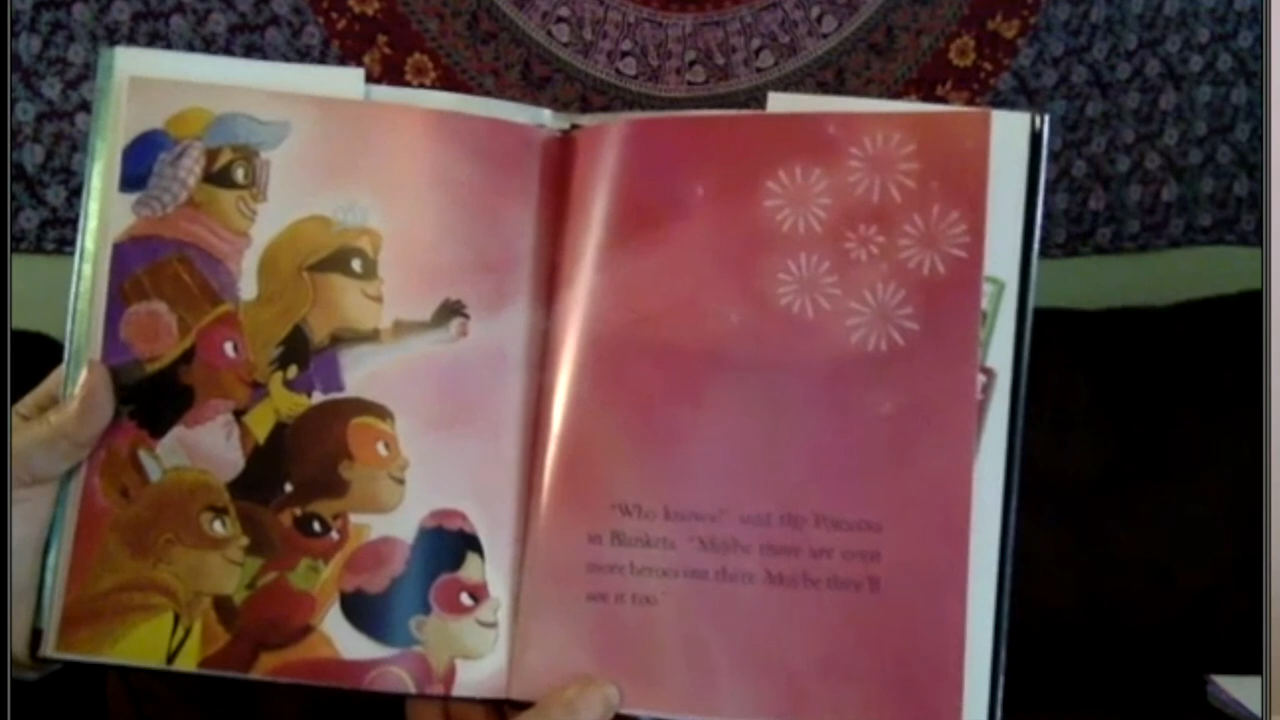 "Who knows?" said the Princess
in Blankets. "Maybe there are even
more heroes out there. Maybe they'll
see it too."